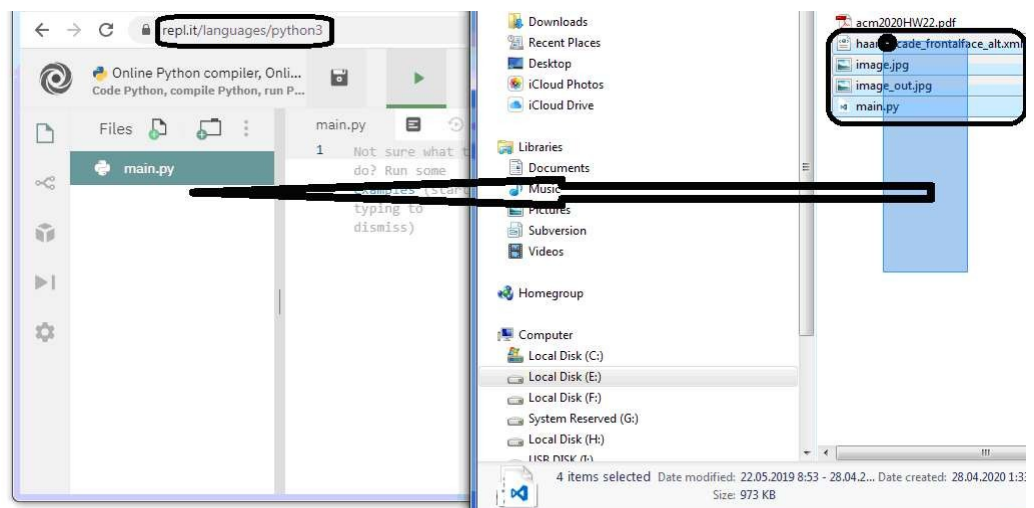 repl.it/languages/python3
Online Python compiler, Onli...
Code Python, compile Python, run P...
Files
main.py
main.py
1
Not sure what t
do? Run some
examples (start
typing to
dismiss)
Downloads
Recent Places
Desktop
iCloud Photos
iCloud Drive
Libraries
Documents
Music
Pictures
Subversion
Videos
Homegroup
Computer
Local Disk (C:)
Local Disk (E:)
Local Disk (F:)
System Reserved (G:)
Local Disk (H:)
USB DISK (I:)
acm2020HW22.pdf
cade_frontalface_alt.xml
image.jpg
image_out.jpg
main.py
4 items selected Date modified: 22.05.2019 8:53 - 28.04.2... Date created: 28.04.2020 1:33
Size: 973 KB